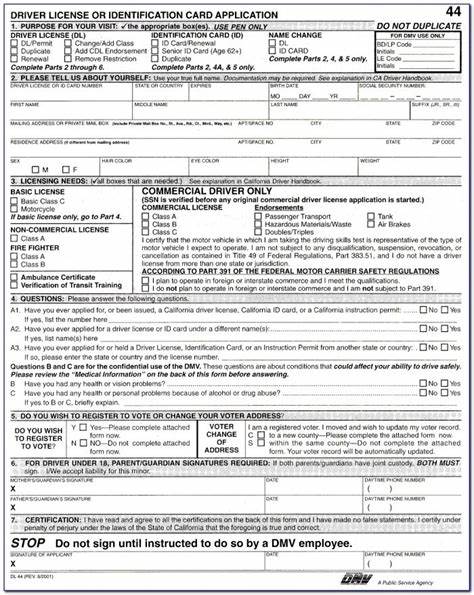 DRIVER LICENSE OR IDENTIFICATION CARD APPLICATION 44
1. PURPOSE FOR YOUR VISIT: √ the appropriate box(es). USE PEN ONLY DO NOT DUPLICATE
DRIVER LICENSE (DL) IDENTIFICATION CARD (ID) NAME CHANGE FOR DMV USE ONLY
DL/Permit Change/Add Class ID Card/Renewal DL BD/LP Code
Duplicate Remove Restriction Senior ID Card (Age 62+) ID CARD Initials
Renewal Extension Duplicate LE Code
Complete Parts 2 through 6. Complete Parts 2, 4A, & 5 only. Complete Parts 2, 4, & 5 only. Initials
2. PLEASE TELL US ABOUT YOURSELF: Use your true full name. Documentation may be required. See explanation in CA Driver Handbook.
DRIVER LICENSE OR ID CARD NUMBER STATE OR COUNTRY EXPIRES BIRTH DATE SOCIAL SECURITY NUMBER
MO. DAY YR.
FIRST NAME MIDDLE NAME LAST NAME SUFFIX (JR., SR., III)
MAILING ADDRESS OR PRIVATE MAIL BOX APT/SPACE NO. CITY STATE ZIP CODE
RESIDENCE ADDRESS (If different from mailing address) APT/SPACE NO. CITY STATE ZIP CODE
SEX HAIR COLOR EYE COLOR HEIGHT WEIGHT
M F
3. LICENSING NEEDS: √ all boxes that are needed. See explanation in California Driver Handbook.
BASIC LICENSE
Basic Class C
Motorcycle
If basic license only, go to Part 4.
NON-COMMERCIAL LICENSE
Class A Class B
FIRE FIGHTER
Class A Class B
Ambulance Certificate
Verification of Transit Training
COMMERCIAL DRIVER ONLY
(SSN is verified before any original commercial driver license application is started.)
COMMERCIAL LICENSE Endorsements
Class A Passenger Transport Tank
Class B Hazardous Materials/Waste Air Brakes
Class C Doubles/Triples
I certify that the motor vehicle in which I am taking the driving skills test is representative of the type of
motor vehicle I expect to operate. I am not subject to any disqualification, suspension, revocation, or
cancellation as contained in Title 49 of Federal Regulations, Part 383.51, and I do not have a driver
license from more than one state or jurisdiction.
ACCORDING TO PART 391 OF THE FEDERAL MOTOR CARRIER SAFETY REGULATIONS
I do plan to operate in foreign or interstate commerce and I meet the qualifications.
I do not plan to operate in foreign or interstate commerce and I am not subject to Part 391.
4. QUESTIONS: Please answer the following questions.
A1. Have you ever applied for, or been issued, a California driver license, California ID card, or a California instruction permit? No Yes
If yes, list the number here
A2. Have you ever applied for a driver license or ID card under a different name(s)? No Yes
If yes, list name(s)
A3. Have you ever applied for or held a Driver License, Identification Card, or an Instruction Permit from another state or country? No Yes
If so, please enter the state or country, number, and expiration date
Questions B and C are for the confidential use of the DMV. These are about conditions that could affect your ability to drive safely.
Please review the "Medical Information" on the back of this form before answering.
B Have you had any health or vision problems? No Yes
C Have you had any health or personal problems because of alcohol or drug abuse? No Yes
If yes, explain
5. DO YOU WISH TO REGISTER TO VOTE OR CHANGE YOUR VOTER ADDRESS?
DO YOU WISH
TO REGISTER
TO VOTE?
Y YES—Please complete attached
form now.
N NO—Do not complete attached
form.
VOTER
CHANGE
OF
ADDRESS
I am a registered voter. I moved and wish to update my voter record.
C to a new county—Please complete the attached form now
S within the same county—Do not complete the attached form. Your
voter record will be updated automatically.
6. FOR DRIVER UNDER 18, PARENT/GUARDIAN SIGNATURES REQUIRED: If both parents/guardians have joint custody, BOTH MUST
sign. I/We accept liability for this minor.
MOTHER'S/GUARDIAN'S SIGNATURE DATE DAYTIME PHONE NUMBER
X ( )
FATHER'S/GUARDIAN'S SIGNATURE DATE DAYTIME PHONE NUMBER
X ( )
7. CERTIFICATION: I have read and agree to all the certifications on the back of this form and I have made no false statements. I certify under
penalty of perjury under the laws of the State of California that the foregoing is true and correct.
STOP Do not sign until instructed to do so by a DMV employee.
SIGNATURE OF APPLICANT DATE DAYTIME PHONE NUMBER
X ( )
DL 44 (REV. 6/2001) DMV A Public Service Agency